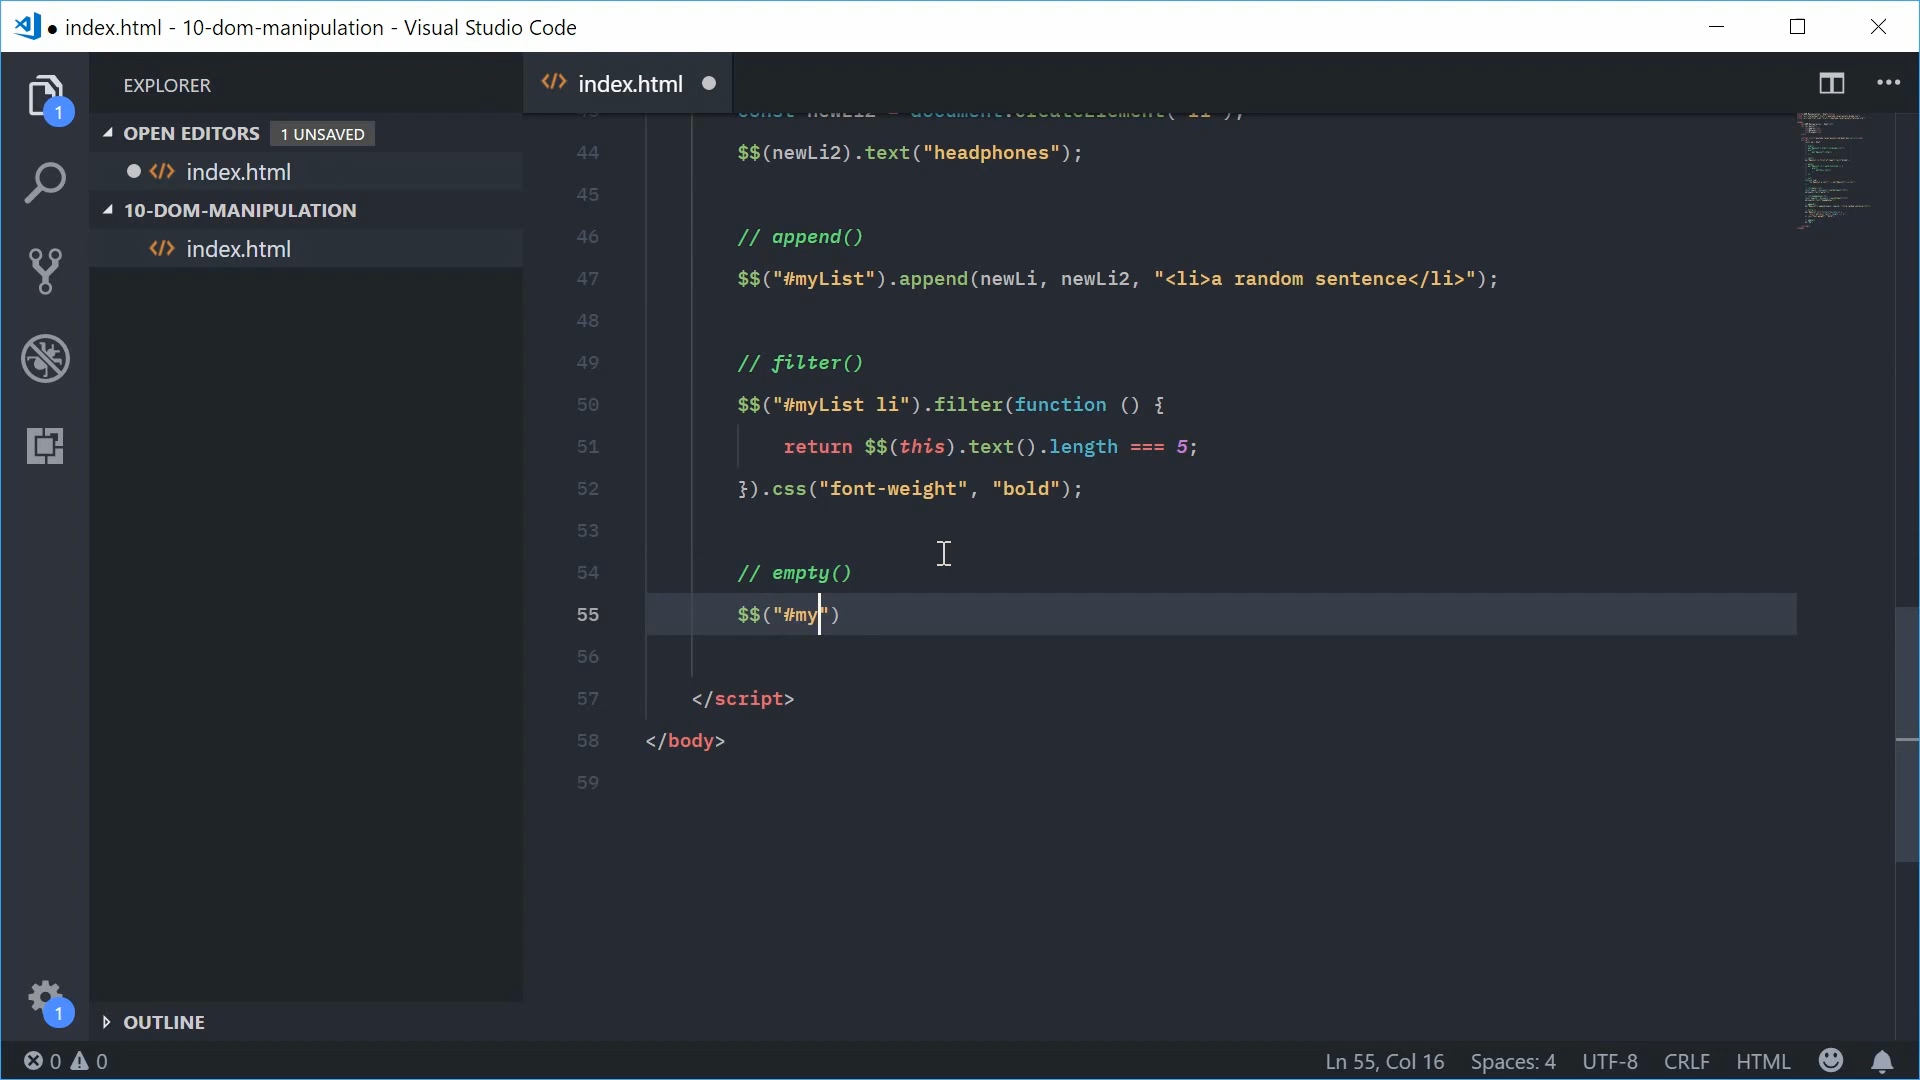 ● index.html - 10-dom-manipulation - Visual Studio Code
EXPLORER
OPEN EDITORS 1 UNSAVED
index.html
10-DOM-MANIPULATION
index.html
OUTLINE
1
1
index.html
44 $$(newLi2).text("headphones");
45
46 // append()
47 $$("#myList").append(newLi, newLi2, "<li>a random sentence</li>");
48
49 // filter()
50 $$("#myList li").filter(function () {
51 return $$(this).text().length === 5;
52 }).css("font-weight", "bold");
53
54 // empty()
55 $$("#my")
56
57 </script>
58 </body>
59
0 0
Ln 55, Col 16 Spaces: 4 UTF-8 CRLF HTML